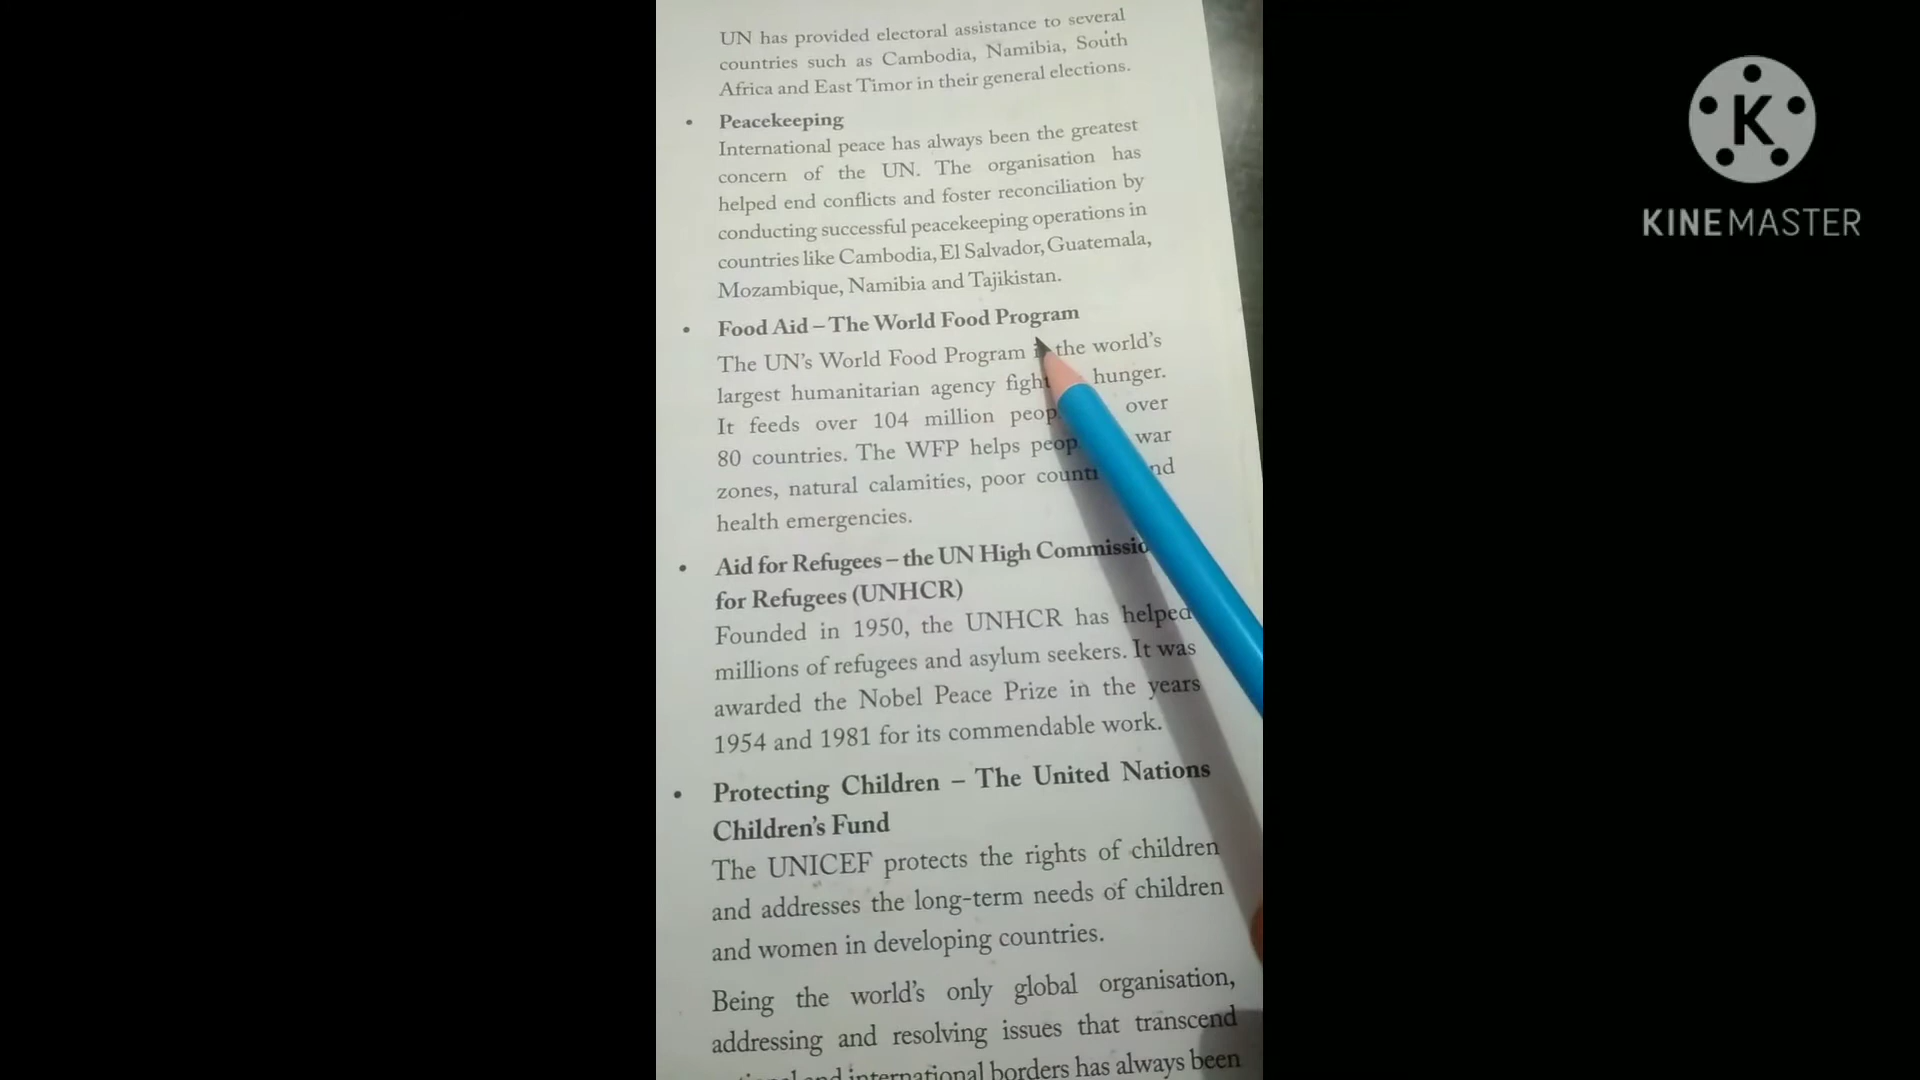 UN has provided electoral assistance to several
countries such as Cambodia, Namibia, South
Africa and East Timor in their general elections.
• Peacekeeping
International peace has always been the greatest
concern of the UN. The organisation has
helped end conflicts and foster reconciliation by
conducting successful peacekeeping operations in
countries like Cambodia, El Salvador, Guatemala,
Mozambique, Namibia and Tajikistan.
• Food Aid – The World Food Program
The UN's World Food Program the world's
largest humanitarian agency hunger.
It feeds over 104 million over
80 countries. The WFP helps war
zones, natural calamities, poor
health emergencies.
• Aid for Refugees – the UN High
for Refugees (UNHCR)
Founded in 1950, the UNHCR has helped
millions of refugees and asylum seekers. It was
awarded the Nobel Peace Prize in the years
1954 and 1981 for its commendable work.
• Protecting Children – The United Nations
Children's Fund
The UNICEF protects the rights of children
and addresses the long-term needs of children
and women in developing countries.
Being the world's only global organisation,
addressing and resolving issues that transcend
and international borders has always been
K
KINEMASTER